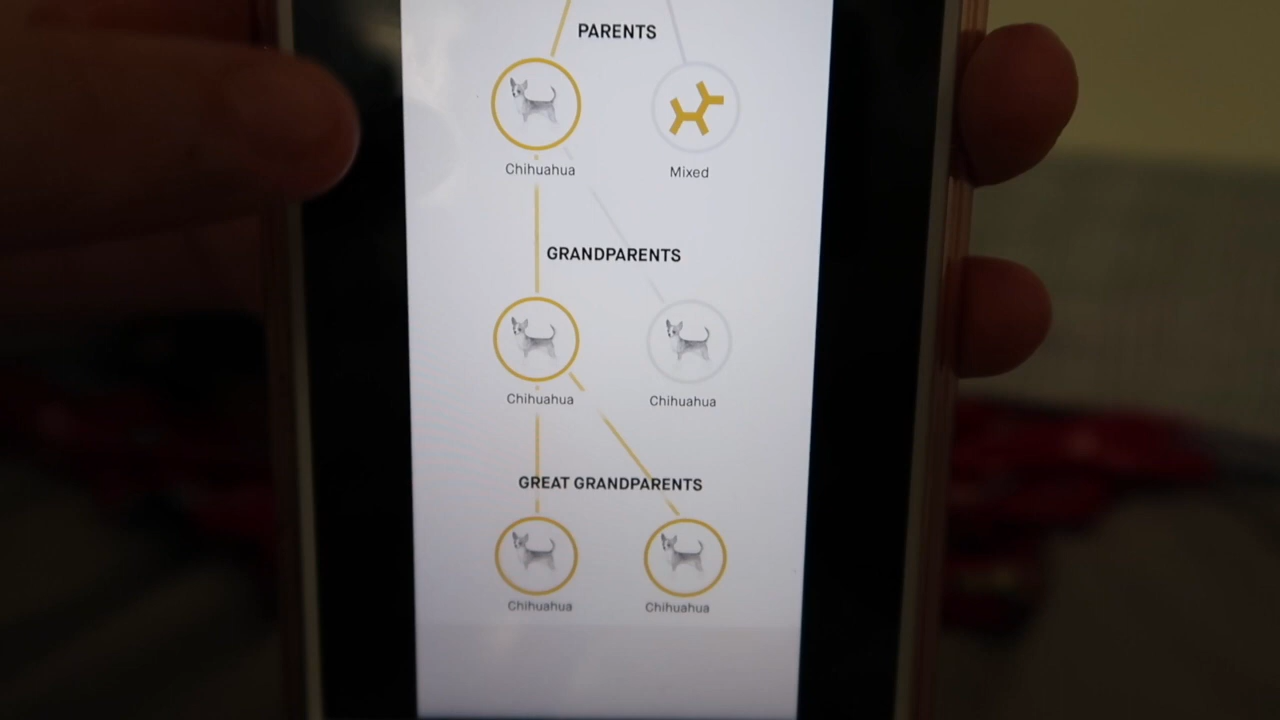 PARENTS
Chihuahua
Mixed
GRANDPARENTS
Chihuahua
Chihuahua
GREAT GRANDPARENTS
Chihuahua
Chihuahua